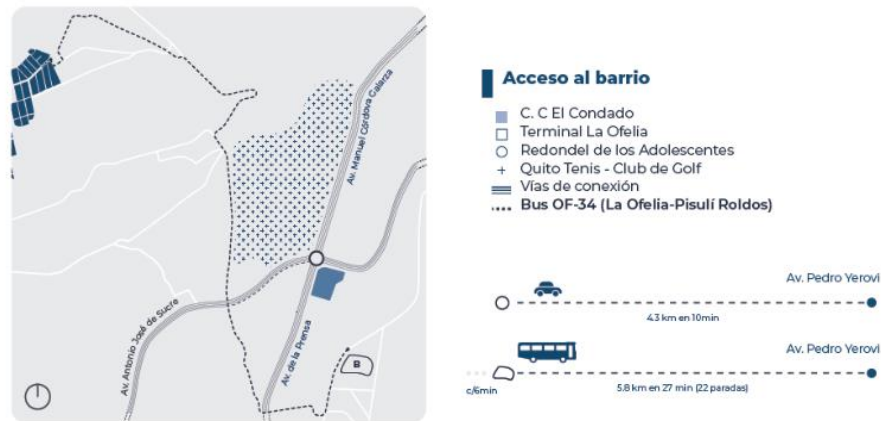 Av. Manuel Córdova Galarza
Av. Antonio José de Sucre
Av. de la Prensa
B
Acceso al barrio
C. C El Condado
Terminal La Ofelia
Redondel de los Adolescentes
Quito Tenis - Club de Golf
Vías de conexión
Bus OF-34 (La Ofelia-Pisulí Roldos)
Av. Pedro Yerovi
4.3 km en 10min
Av. Pedro Yerovi
c/6min
5.8 km en 27 min (22 paradas)